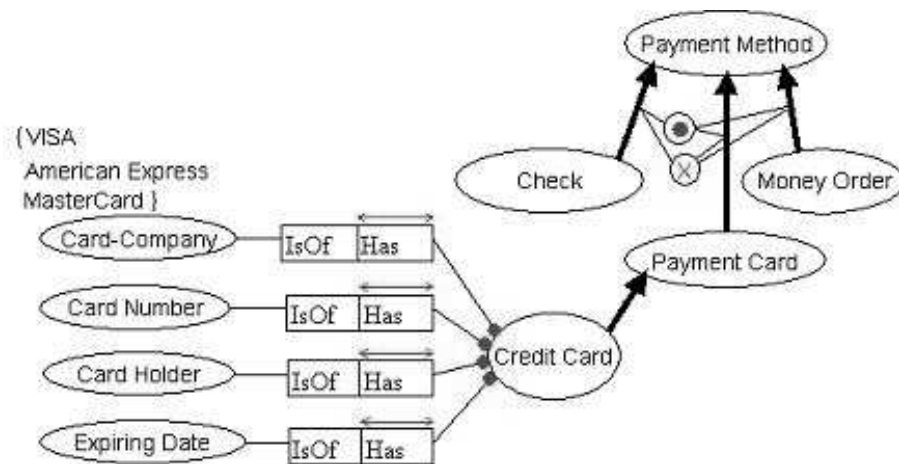 Payment Method
{VISA
American Express
MasterCard }
Check
X
Money Order
Card-Company
IsOf Has
Payment Card
Card Number
IsOf Has
Credit Card
Card Holder
IsOf Has
Expiring Date
IsOf Has